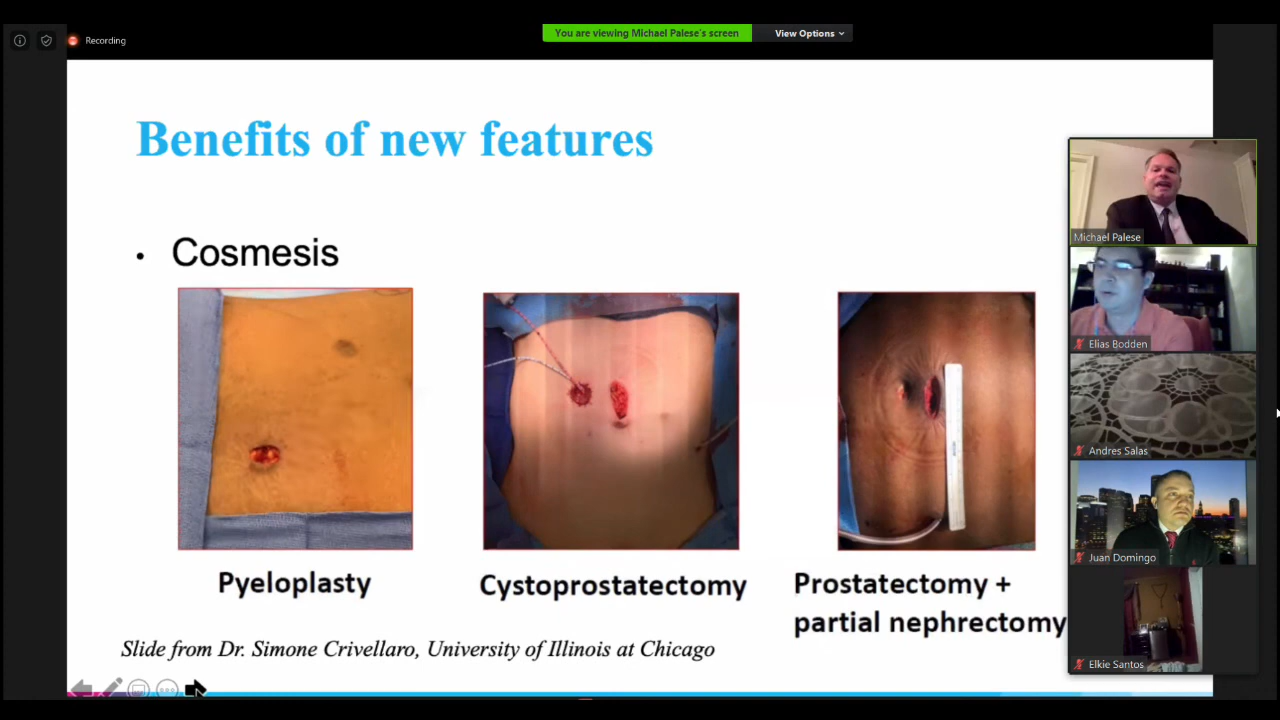 Recording
You are viewing Michael Palese's screen
View Options
Benefits of new features
• Cosmesis
Pyeloplasty
Cystoprostatectomy
Prostatectomy +
partial nephrectomy
Slide from Dr. Simone Crivellaro, University of Illinois at Chicago
Michael Palese
Elias Bodden
Andres Salas
Juan Domingo
Elkie Santos